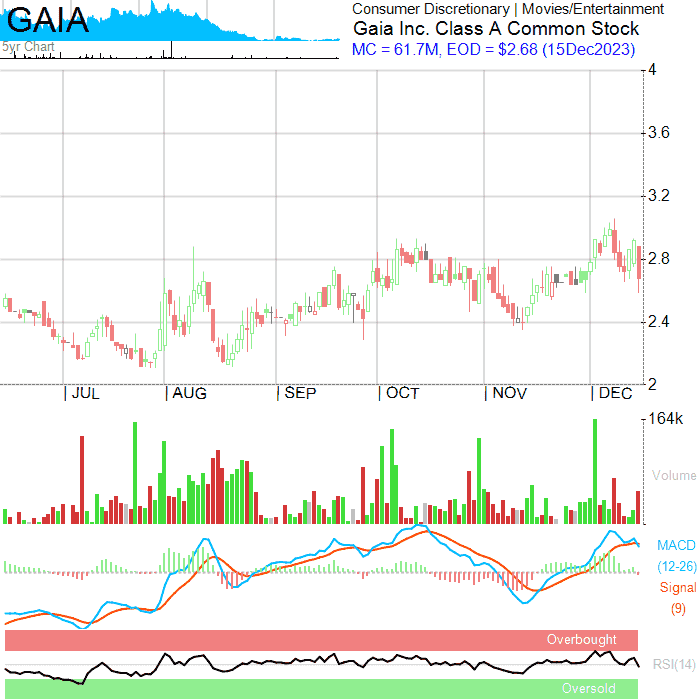 GAIA
5yr Chart
Consumer Discretionary | Movies/Entertainment
Gaia Inc. Class A Common Stock
MC = 61.7M, EOD = $2.68 (15Dec2023)
4
3.6
3.2
2.8
2.4
2
| JUL | AUG | SEP | OCT | NOV | DEC
164k
Volume
MACD
(12-26)
Signal
(9)
Overbought
RSI(14)
Oversold